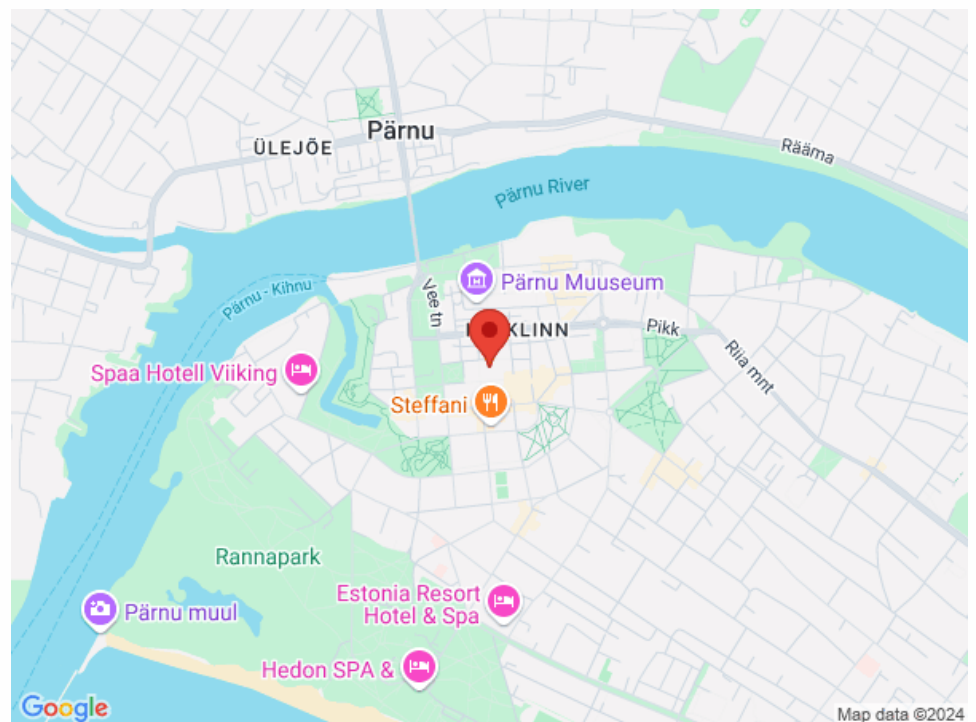 Pärnu
ÜLEJÕE
Rääma
Pärnu River
Pärnu - Kihnu
Vee tn
Pärnu Muuseum
KLINN
Pikk
Riia mnt
Spaa Hotell Viiking
Steffani
Rannapark
Estonia Resort
Hotel & Spa
Pärnu muul
Hedon SPA &
Google
Map data ©2024